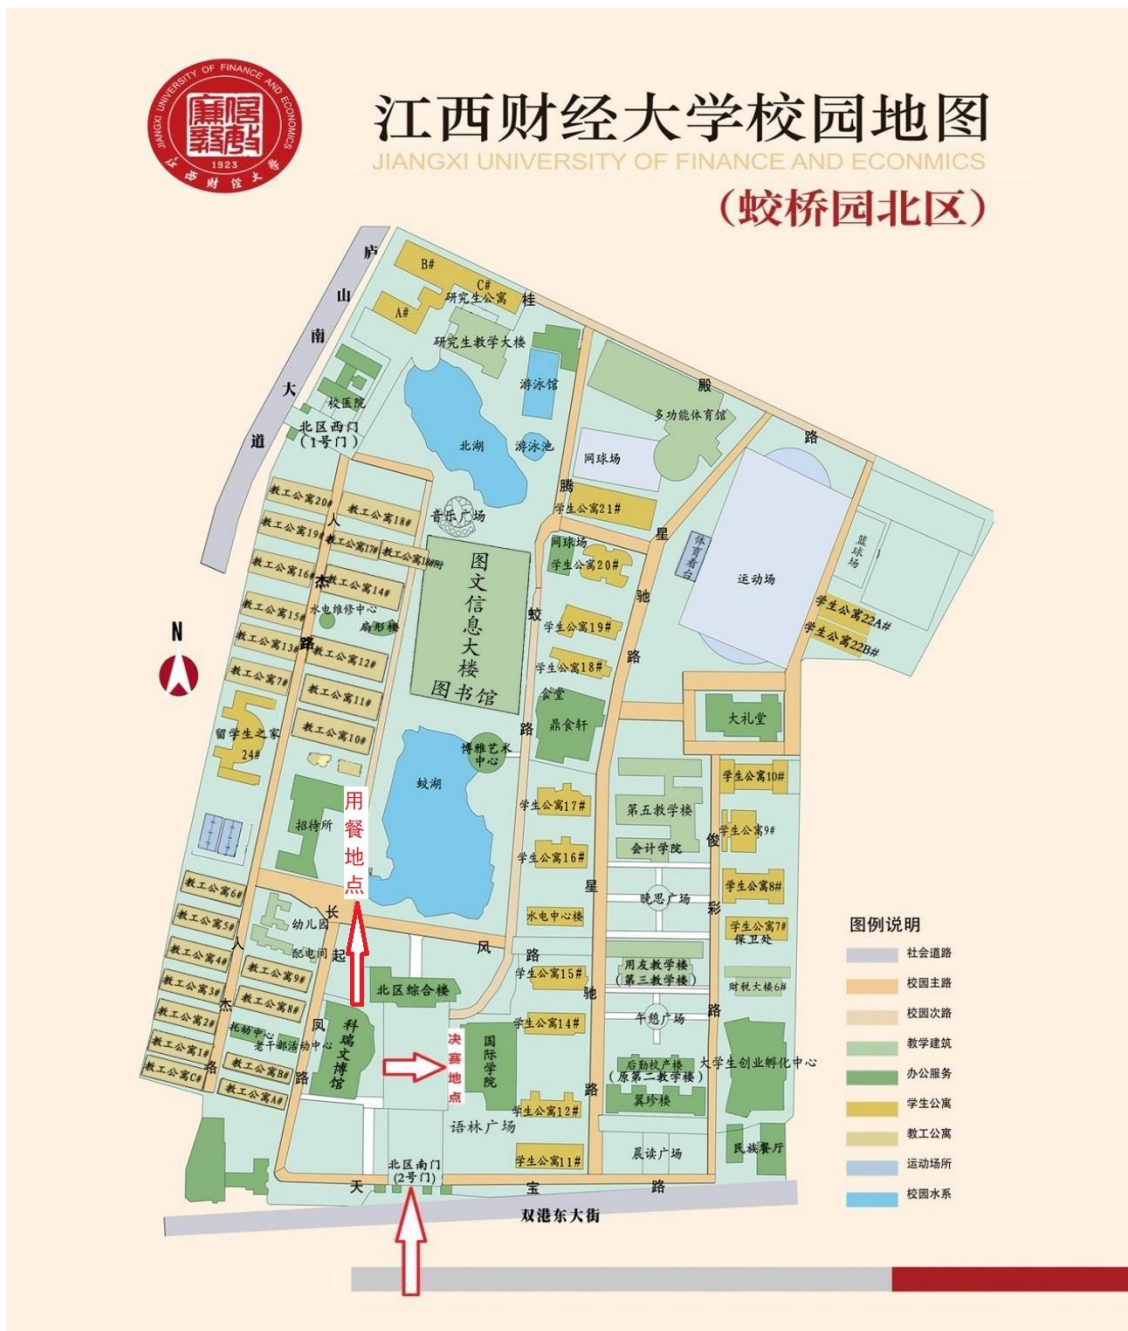 JIANGXI UNIVERSITY OF FINANCE AND ECONOMICS
1923
江西财经大学
江西财经大学校园地图
JIANGXI UNIVERSITY OF FINANCE AND ECONMICS
（蛟桥园北区）
庐山南大道
B#
C#
研究生公寓
A#
桂殿路
研究生教学大楼
游泳馆
校医院
多功能体育馆
北区西门
（1号门）
北湖
游泳池
网球场
腾蛟路
教工公寓20#
教工公寓18#
音乐广场
学生公寓21#
星驰路
教工公寓19#
人杰路
教工公寓17#
教工公寓18#附
网球场
学生公寓20#
体育看台
运动场
篮球场
教工公寓16#
教工公寓14#
图文信息大楼
图书馆
教工公寓15#
水电维修中心
扇形楼
学生公寓19#
学生公寓22A#
学生公寓22B#
N
教工公寓13#
教工公寓12#
学生公寓18#
教工公寓7#
教工公寓11#
食堂
鼎食轩
大礼堂
留学生之家
24#
教工公寓10#
博雅艺术
中心
蛟湖
学生公寓10#
用餐地点
招待所
学生公寓17#
第五教学楼
学生公寓9#
俊彩路
会计学院
学生公寓16#
教工公寓6#
晚思广场
学生公寓8#
星驰路
教工公寓5#
幼儿园
长风路
水电中心楼
学生公寓7#
保卫处
人杰路
教工公寓4#
配电间
起凤路
教工公寓9#
用友教学楼
（第三教学楼）
学生公寓15#
教工公寓3#
教工公寓8#
北区综合楼
财税大楼6#
教工公寓2#
托幼中心
老干部活动中心
科瑞文博馆
国际学院
学生公寓14#
午憩广场
教工公寓1#
教工公寓B#
决赛地点
后勤校产楼
（原第二教学楼）
大学生创业孵化中心
教工公寓C#
教工公寓A#
翼珍楼
学生公寓12#
语林广场
学生公寓11#
晨读广场
民族餐厅
北区南门
(2号门)
天宝路
双港东大街
图例说明
社会道路
校园主路
校园次路
教学建筑
办公服务
学生公寓
教工公寓
运动场所
校园水系